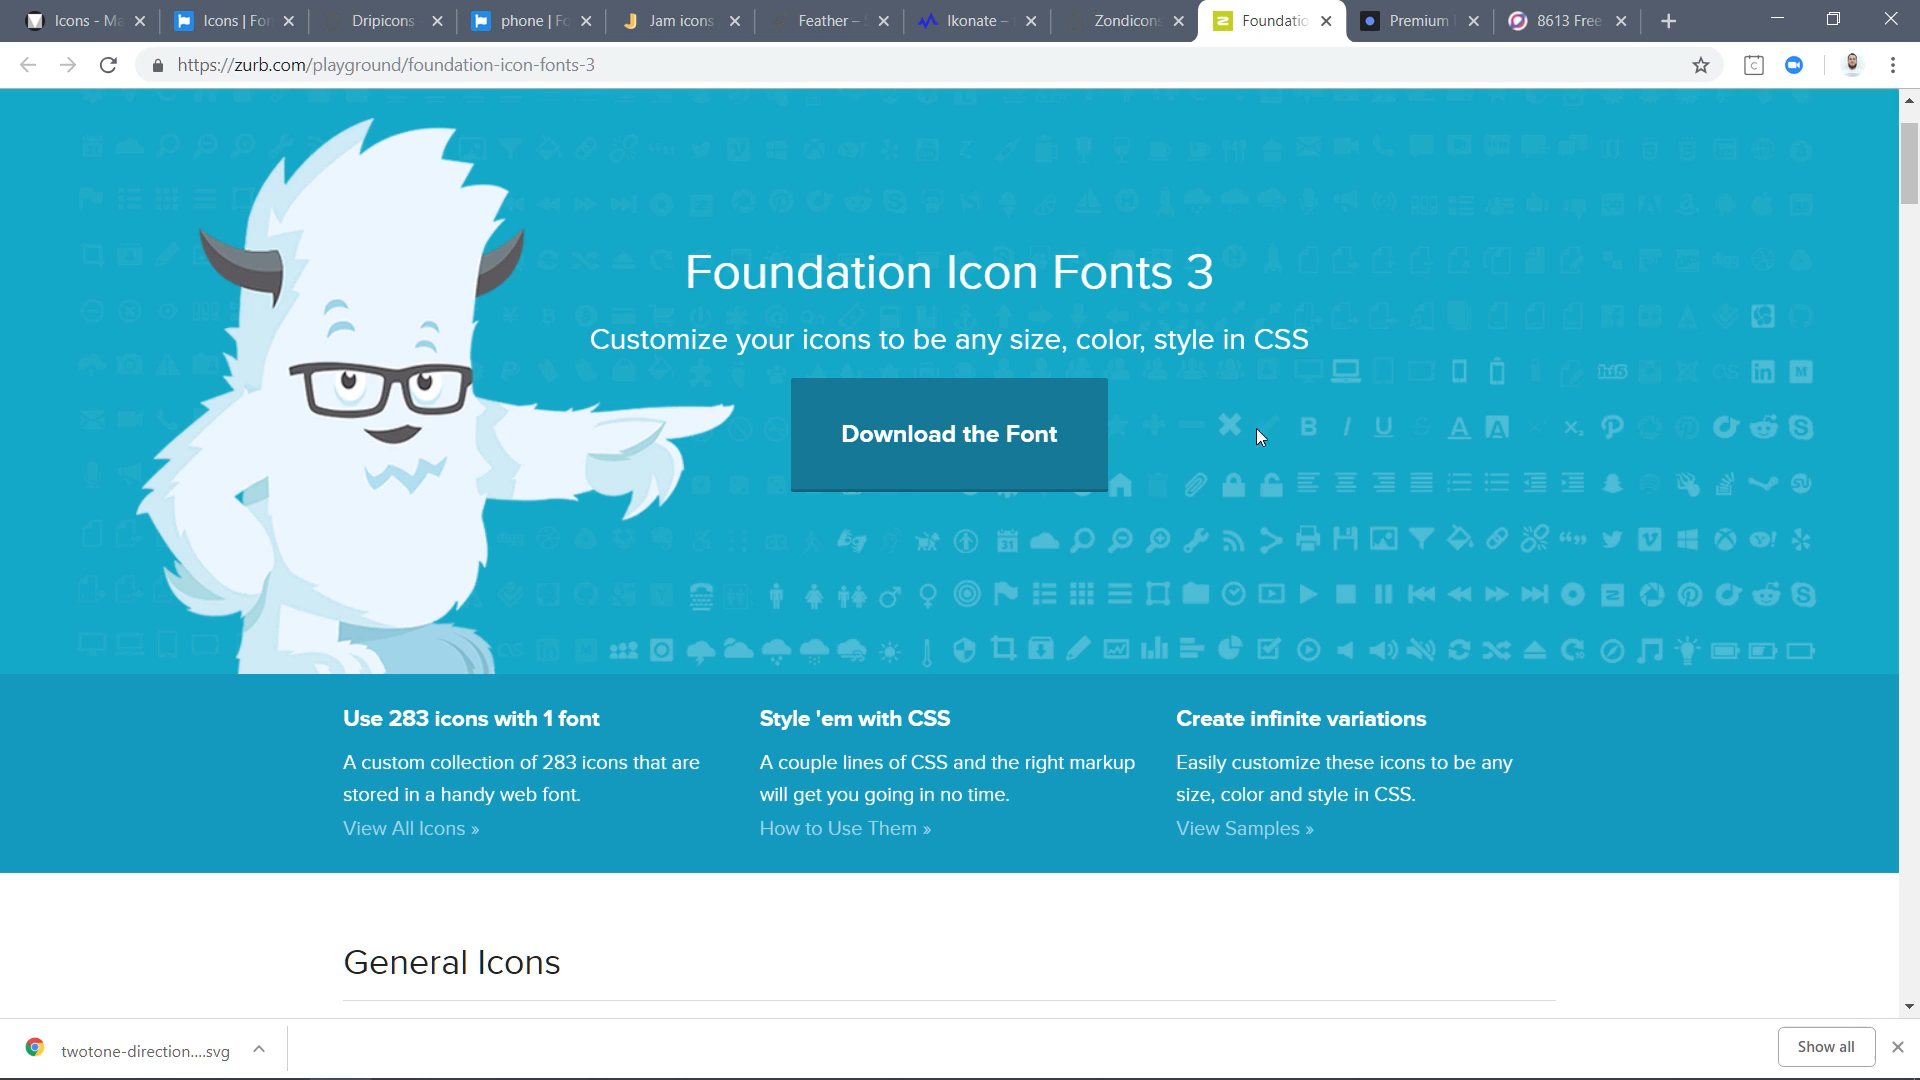 Icons - Ma
Icons | Fon
Dripicons
phone | Fo
Jam icons
Feather –
Ikonate –
Zondicons
Foundatio
Premium
8613 Free
https://zurb.com/playground/foundation-icon-fonts-3
Foundation Icon Fonts 3
Customize your icons to be any size, color, style in CSS
Download the Font
Use 283 icons with 1 font
A custom collection of 283 icons that are
stored in a handy web font.
View All Icons »
Style 'em with CSS
A couple lines of CSS and the right markup
will get you going in no time.
How to Use Them »
Create infinite variations
Easily customize these icons to be any
size, color and style in CSS.
View Samples »
General Icons
twotone-direction....svg
Show all